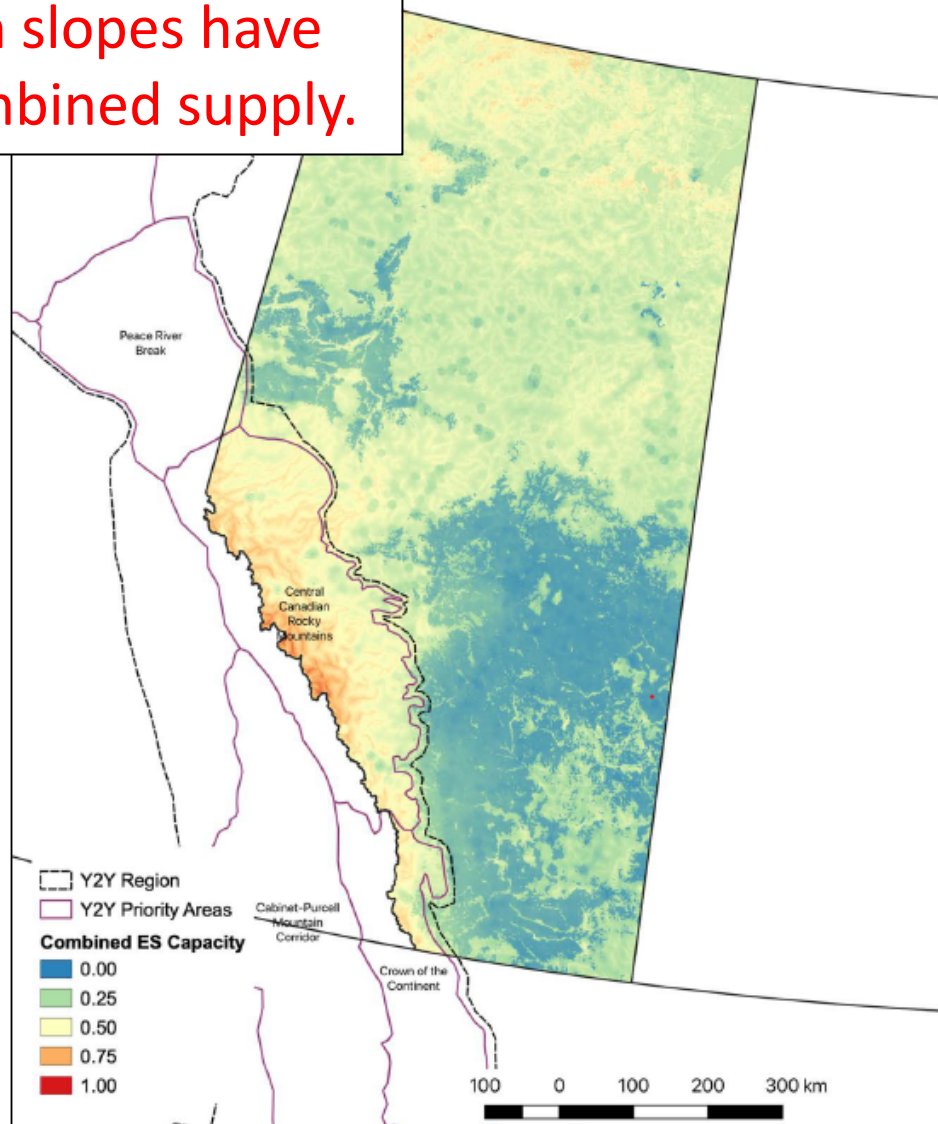 slopes have
supply.
Peace River
Break
Central
Canadian
Rocky
Mountains
Y2Y Region
Y2Y Priority Areas
Cabinet-Purcell
Mountain
Corridor
Combined ES Capacity
Crown of the
Continent
0.00
0.25
0.50
0.75
1.00
100 0 100 200 300 km